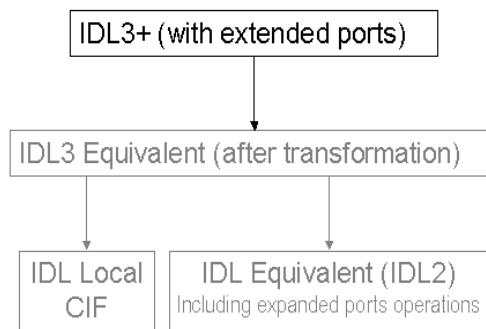 IDL3+ (with extended ports)
IDL3 Equivalent (after transformation)
IDL Local
CIF
IDL Equivalent (IDL2)
Including expanded ports operations